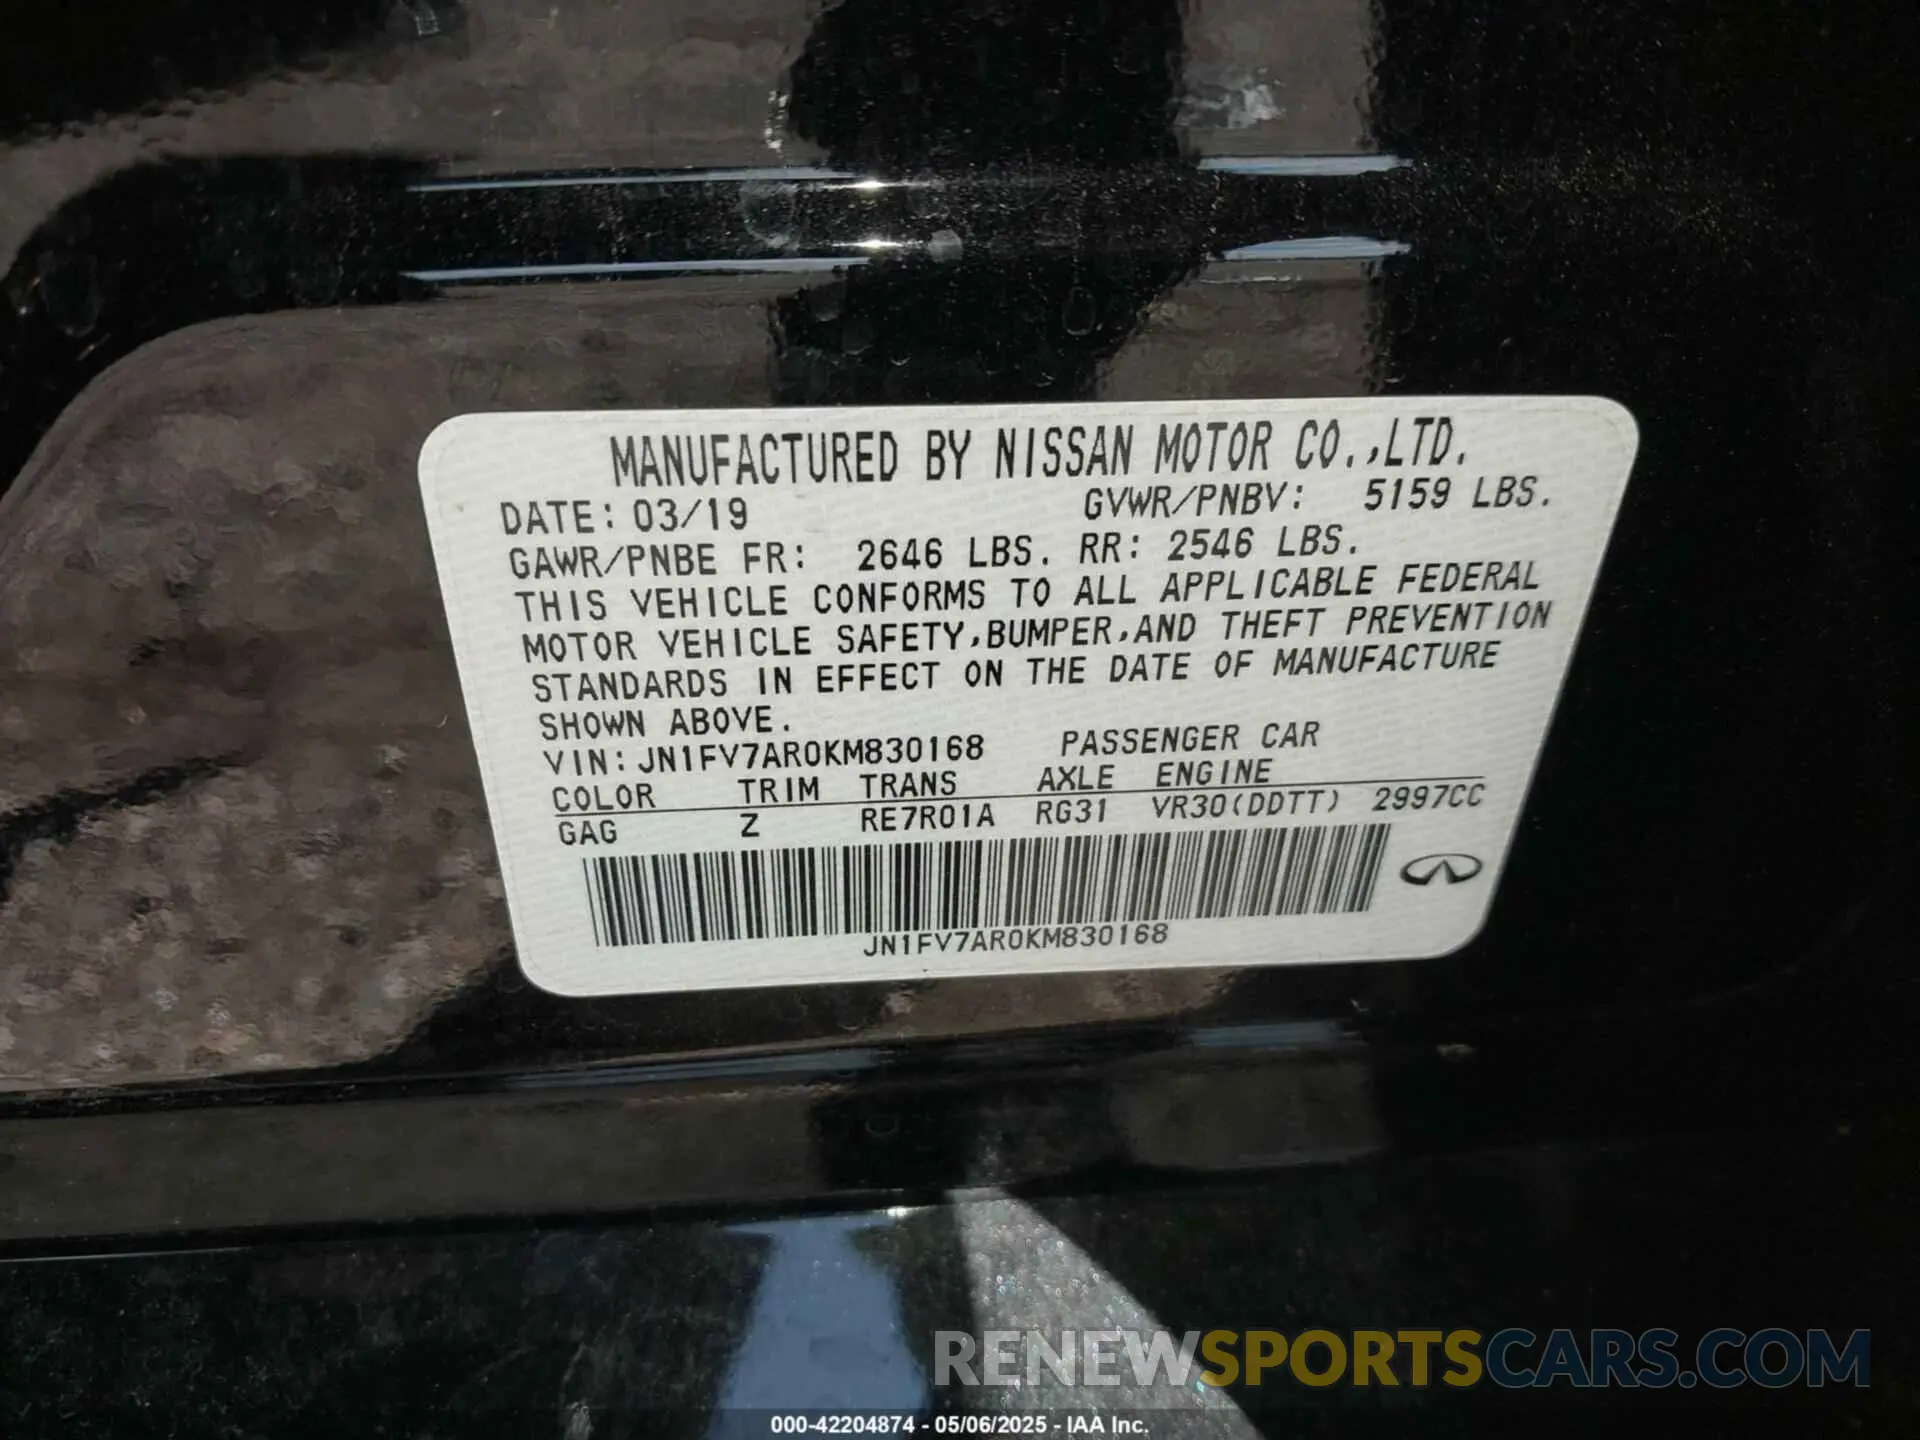 MANUFACTURED BY NISSAN MOTOR CO.,LTD.
DATE: 03/19 GVWR/PNBV: 5159 LBS.
GAWR/PNBE FR: 2646 LBS. RR: 2546 LBS.
THIS VEHICLE CONFORMS TO ALL APPLICABLE FEDERAL
MOTOR VEHICLE SAFETY,BUMPER,AND THEFT PREVENTION
STANDARDS IN EFFECT ON THE DATE OF MANUFACTURE
SHOWN ABOVE.
VIN: JN1FV7AR0KM830168 PASSENGER CAR
COLOR TRIM TRANS AXLE ENGINE
GAG Z RE7R01A RG31 VR30(DDTT) 2997CC
JN1FV7AR0KM830168
RENEWSPORTSCARS.COM
000-42204874 - 05/06/2025 - IAA Inc.